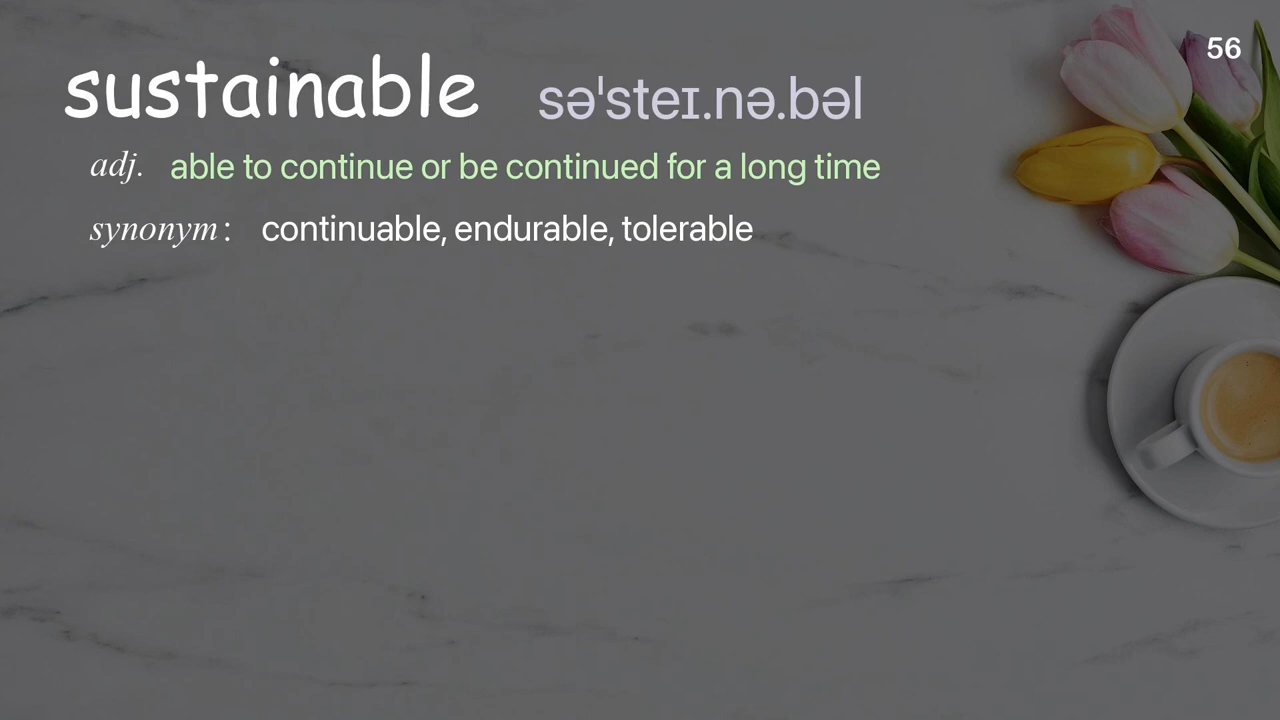 56
sustainable səˈsteɪ.nə.bəl
adj. able to continue or be continued for a long time
synonym: continuable, endurable, tolerable